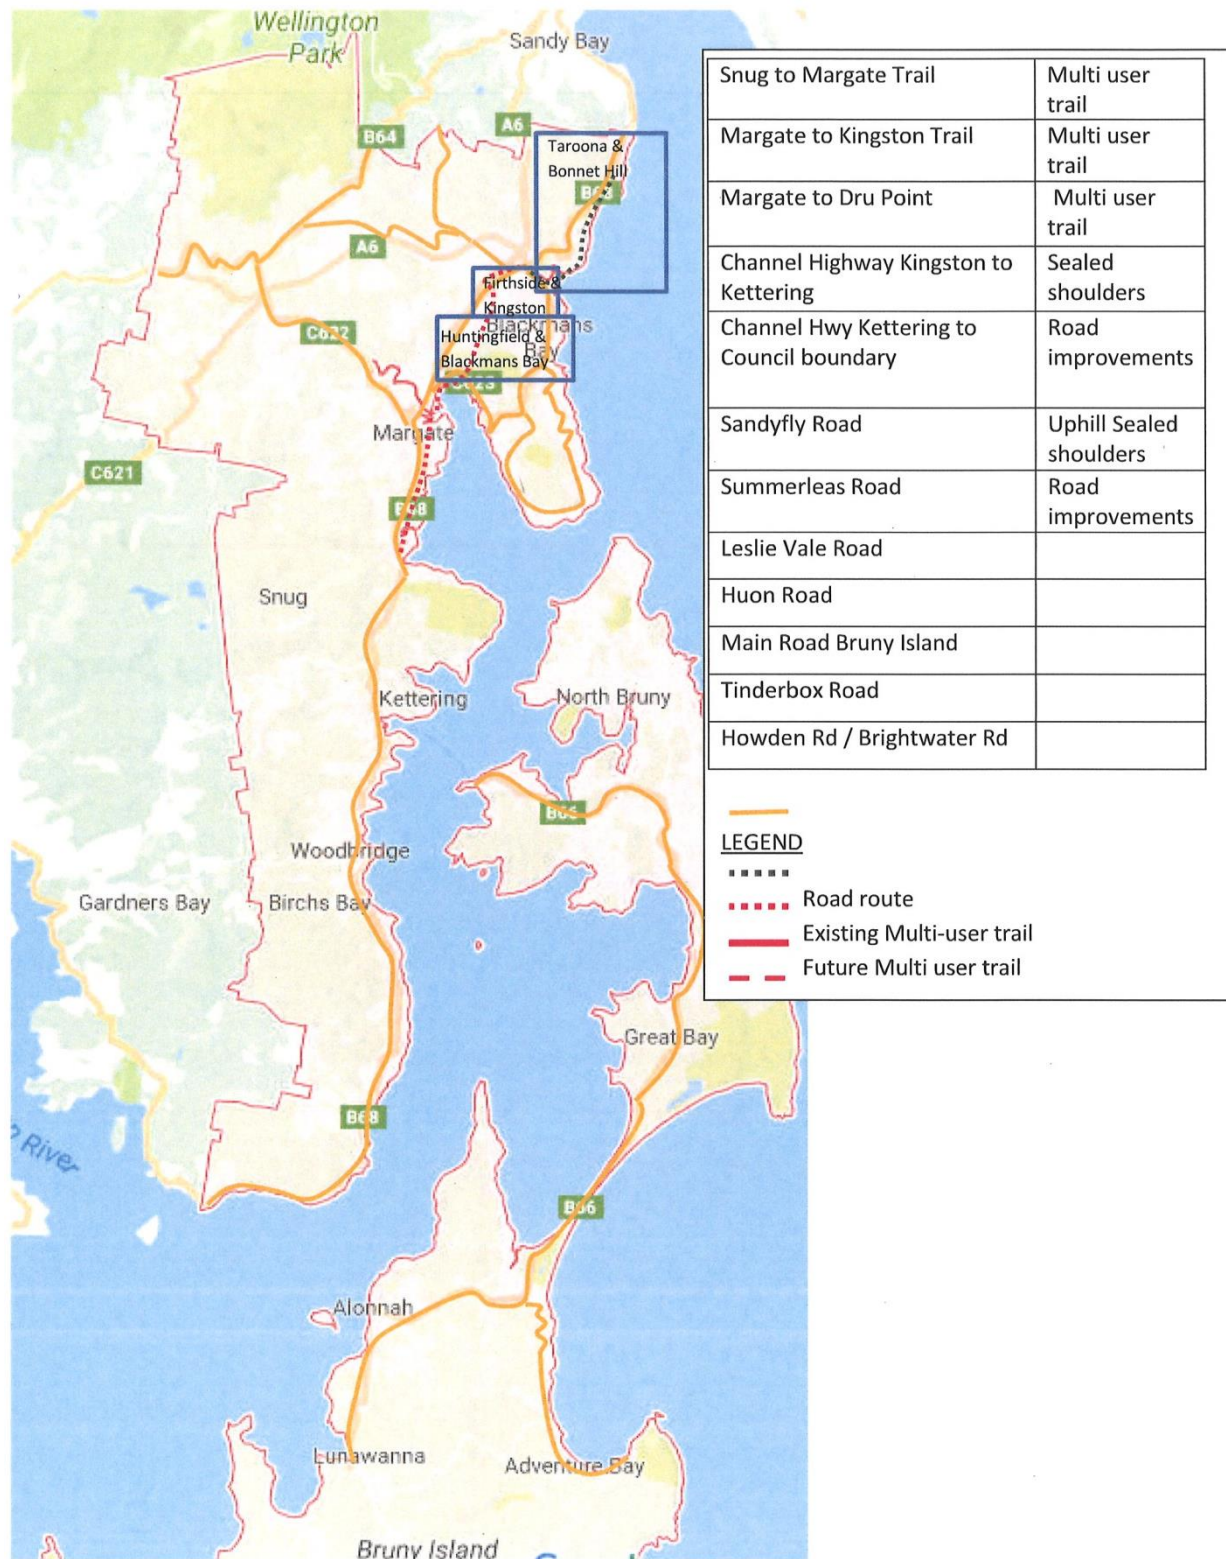 Wellington
Park
Sandy Bay
A6
B64
Taroona &
Bonnet Hill
B68
A6
Firthside &
Kingston
Blackmans
Bay
Huntingfield &
Blackmans Bay
C622
C623
Margate
C621
B68
Snug
Kettering
North Bruny
B66
Woodbridge
Gardners Bay
Birchs Bay
Great Bay
B68
River
B66
Alonnah
Lunawanna
Adventure Bay
Bruny Island
Snug to Margate Trail
Multi user
trail
Margate to Kingston Trail
Multi user
trail
Margate to Dru Point
Multi user
trail
Channel Highway Kingston to
Kettering
Sealed
shoulders
Channel Hwy Kettering to
Council boundary
Road
improvements
Sandyfly Road
Uphill Sealed
shoulders
Summerleas Road
Road
improvements
Leslie Vale Road
Huon Road
Main Road Bruny Island
Tinderbox Road
Howden Rd / Brightwater Rd
LEGEND
Road route
Existing Multi-user trail
Future Multi user trail